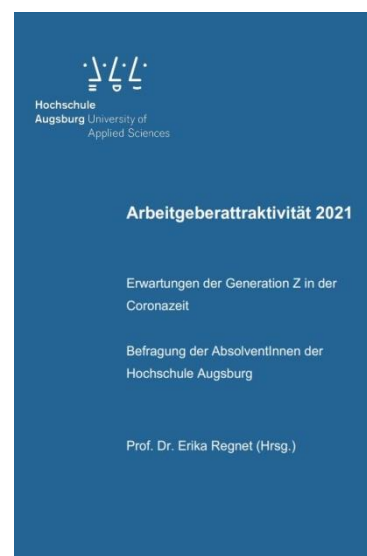 Hochschule
Augsburg University of
Applied Sciences
Arbeitgeberattraktivität 2021
Erwartungen der Generation Z in der
Coronazeit
Befragung der AbsolventInnen der
Hochschule Augsburg
Prof. Dr. Erika Regnet (Hrsg.)